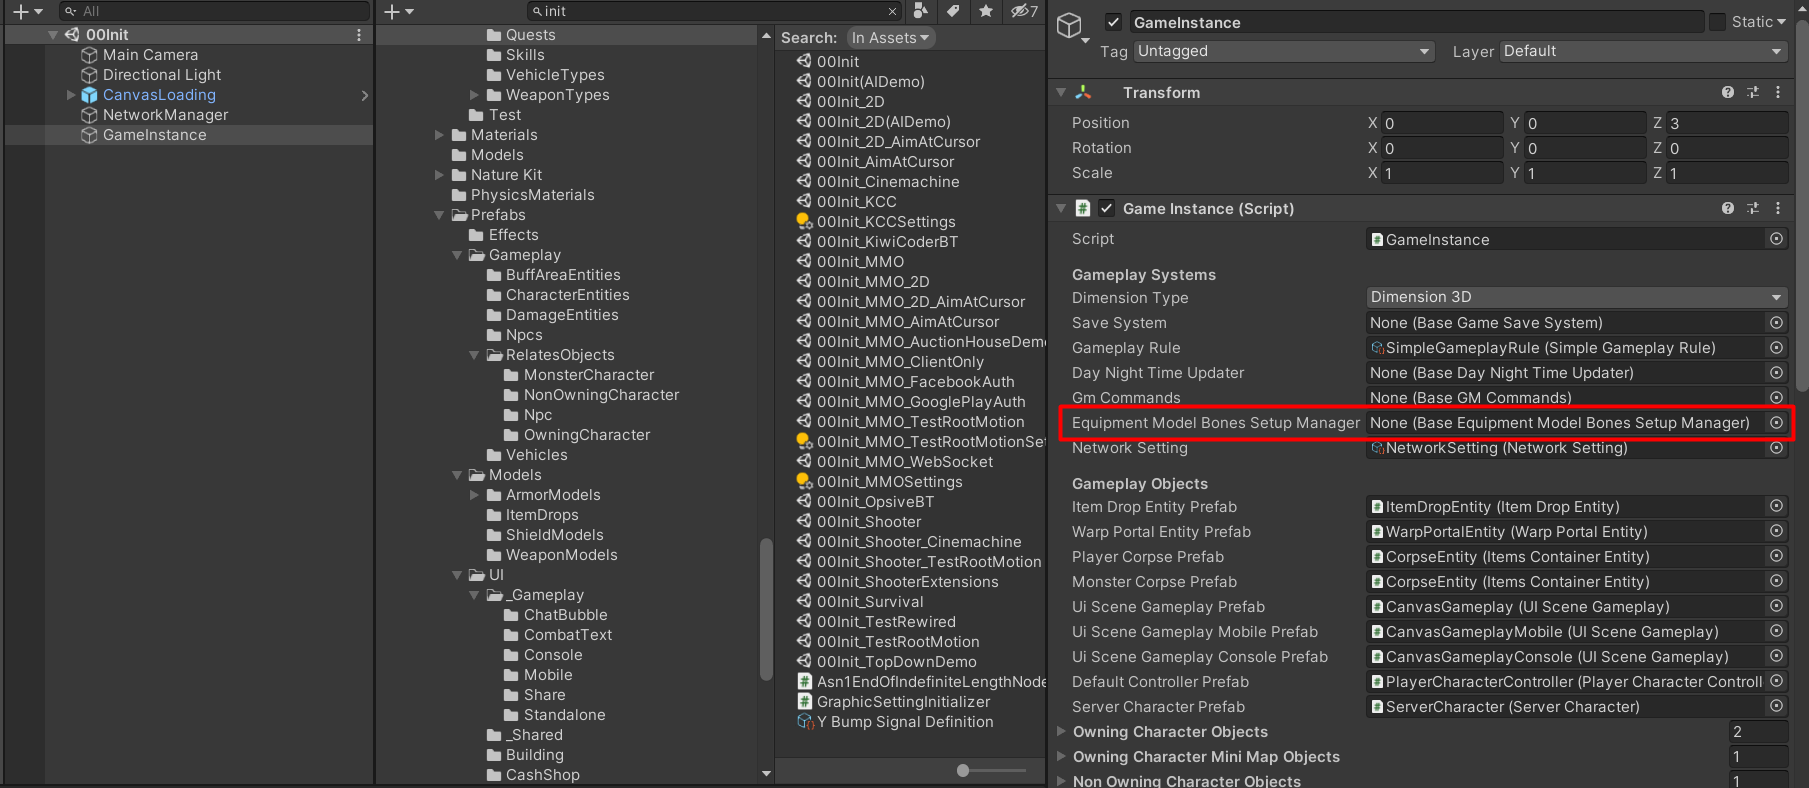 All
00Init
Main Camera
Directional Light
CanvasLoading
NetworkManager
GameInstance
init
7
Quests
Skills
VehicleTypes
WeaponTypes
Test
Materials
Models
Nature Kit
PhysicsMaterials
Prefabs
Effects
Gameplay
BuffAreaEntities
CharacterEntities
DamageEntities
Npcs
RelatesObjects
MonsterCharacter
NonOwningCharacter
Npc
OwningCharacter
Vehicles
Models
ArmorModels
ItemDrops
ShieldModels
WeaponModels
UI
_Gameplay
ChatBubble
CombatText
Console
Mobile
Share
Standalone
_Shared
Building
CashShop
Search: In Assets
00Init
00Init(AIDemo)
00Init_2D
00Init_2D(AIDemo)
00Init_2D_AimAtCursor
00Init_AimAtCursor
00Init_Cinemachine
00Init_KCC
00Init_KCCSettings
00Init_KiwiCoderBT
00Init_MMO
00Init_MMO_2D
00Init_MMO_2D_AimAtCursor
00Init_MMO_AimAtCursor
00Init_MMO_AuctionHouseDemo
00Init_MMO_ClientOnly
00Init_MMO_FacebookAuth
00Init_MMO_GooglePlayAuth
00Init_MMO_TestRootMotion
00Init_MMO_TestRootMotionSet
00Init_MMO_WebSocket
00Init_MMOSettings
00Init_OpsiveBT
00Init_Shooter
00Init_Shooter_Cinemachine
00Init_Shooter_TestRootMotion
00Init_ShooterExtensions
00Init_Survival
00Init_TestRewired
00Init_TestRootMotion
00Init_TopDownDemo
Asn1EndOfIndefiniteLengthNode
GraphicSettingInitializer
Y Bump Signal Definition
GameInstance Static
Tag Untagged Layer Default
Transform
Position X 0 Y 0 Z 3
Rotation X 0 Y 0 Z 0
Scale X 1 Y 1 Z 1
Game Instance (Script)
Script GameInstance
Gameplay Systems
Dimension Type Dimension 3D
Save System None (Base Game Save System)
Gameplay Rule SimpleGameplayRule (Simple Gameplay Rule)
Day Night Time Updater None (Base Day Night Time Updater)
Gm Commands None (Base GM Commands)
Equipment Model Bones Setup Manager None (Base Equipment Model Bones Setup Manager)
Network Setting NetworkSetting (Network Setting)
Gameplay Objects
Item Drop Entity Prefab ItemDropEntity (Item Drop Entity)
Warp Portal Entity Prefab WarpPortalEntity (Warp Portal Entity)
Player Corpse Prefab CorpseEntity (Items Container Entity)
Monster Corpse Prefab CorpseEntity (Items Container Entity)
Ui Scene Gameplay Prefab CanvasGameplay (UI Scene Gameplay)
Ui Scene Gameplay Mobile Prefab CanvasGameplayMobile (UI Scene Gameplay)
Ui Scene Gameplay Console Prefab CanvasGameplayConsole (UI Scene Gameplay)
Default Controller Prefab PlayerCharacterController (Player Character Controll
Server Character Prefab ServerCharacter (Server Character)
Owning Character Objects 2
Owning Character Mini Map Objects 1
Non Owning Character Objects 1